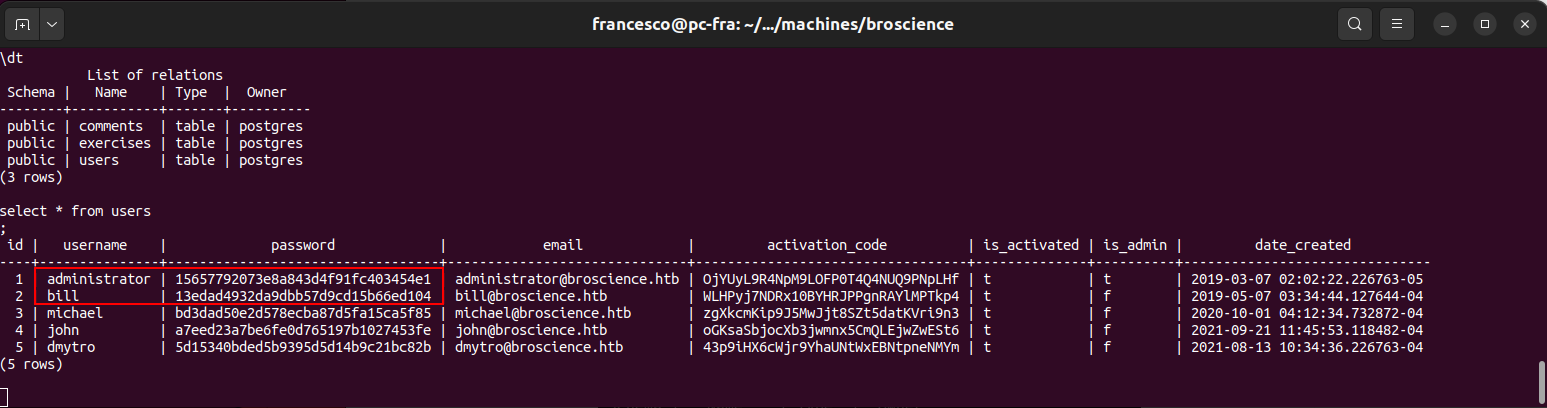 francesco@pc-fra: ~/.../machines/broscience
\dt
           List of relations
 Schema |   Name    | Type  |  Owner
--------+-----------+-------+----------
 public | comments  | table | postgres
 public | exercises | table | postgres
 public | users     | table | postgres
(3 rows)

select * from users
;
 id |   username    |             password             |            email             |          activation_code          | is_activated | is_admin |         date_created
----+---------------+----------------------------------+------------------------------+----------------------------------+--------------+----------+-------------------------------
  1 | administrator | 15657792073e8a843d4f91fc403454e1 | administrator@broscience.htb | OjYUyL9R4NpM9LOFP0T4Q4NUQ9PNpLHf | t            | t        | 2019-03-07 02:02:22.226763-05
  2 | bill          | 13edad4932da9dbb57d9cd15b66ed104 | bill@broscience.htb          | WLHPyj7NDRx10BYHRJPPgnRAYlMPTkp4 | t            | f        | 2019-05-07 03:34:44.127644-04
  3 | michael       | bd3dad50e2d578ecba87d5fa15ca5f85 | michael@broscience.htb       | zgXkcmKip9J5MwJjt8SZt5datKVri9n3 | t            | f        | 2020-10-01 04:12:34.732872-04
  4 | john          | a7eed23a7be6fe0d765197b1027453fe | john@broscience.htb          | oGKsaSbjocXb3jwmnx5CmQLEjwZwESt6 | t            | f        | 2021-09-21 11:45:53.118482-04
  5 | dmytro        | 5d15340bded5b9395d5d14b9c21bc82b | dmytro@broscience.htb        | 43p9iHX6cWjr9YhaUNtWxEBNtpneNMYm | t            | f        | 2021-08-13 10:34:36.226763-04
(5 rows)